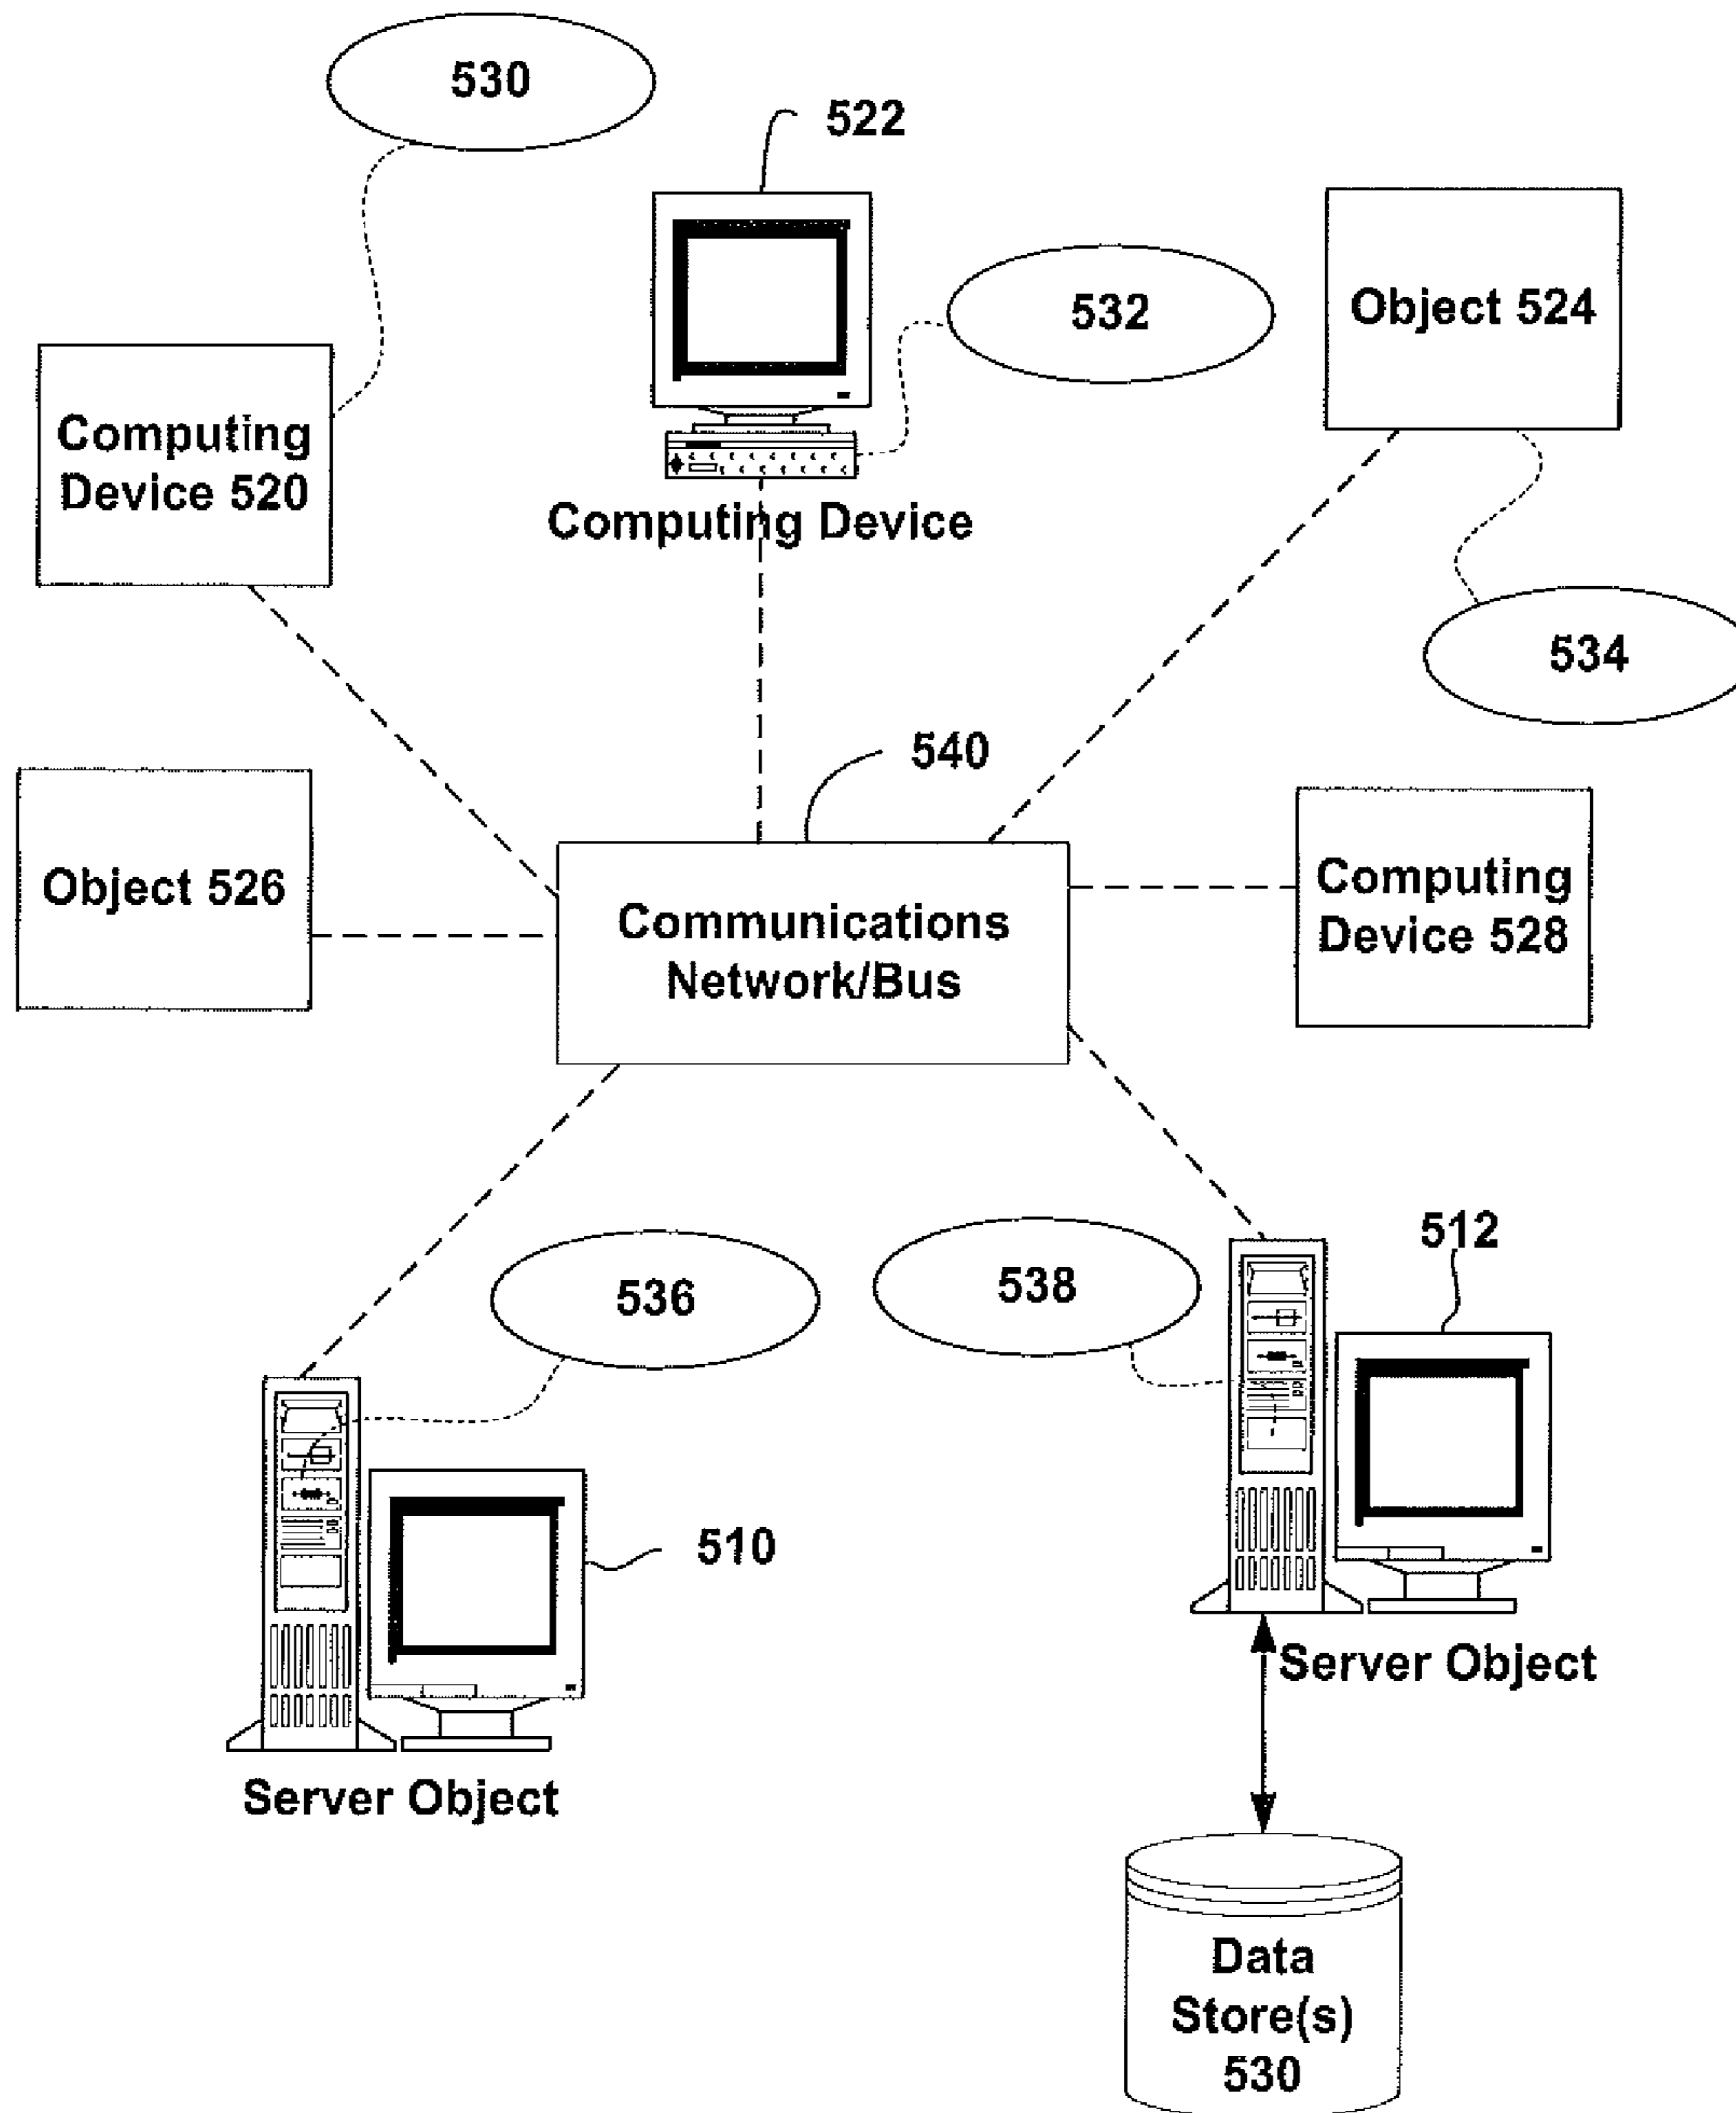 530
522
532
Object 524
Computing
Device 520
Computing Device
534
540
Object 526
Communications
Network/Bus
Computing
Device 528
536
538
512
510
Server Object
Server Object
Data
Store(s)
530